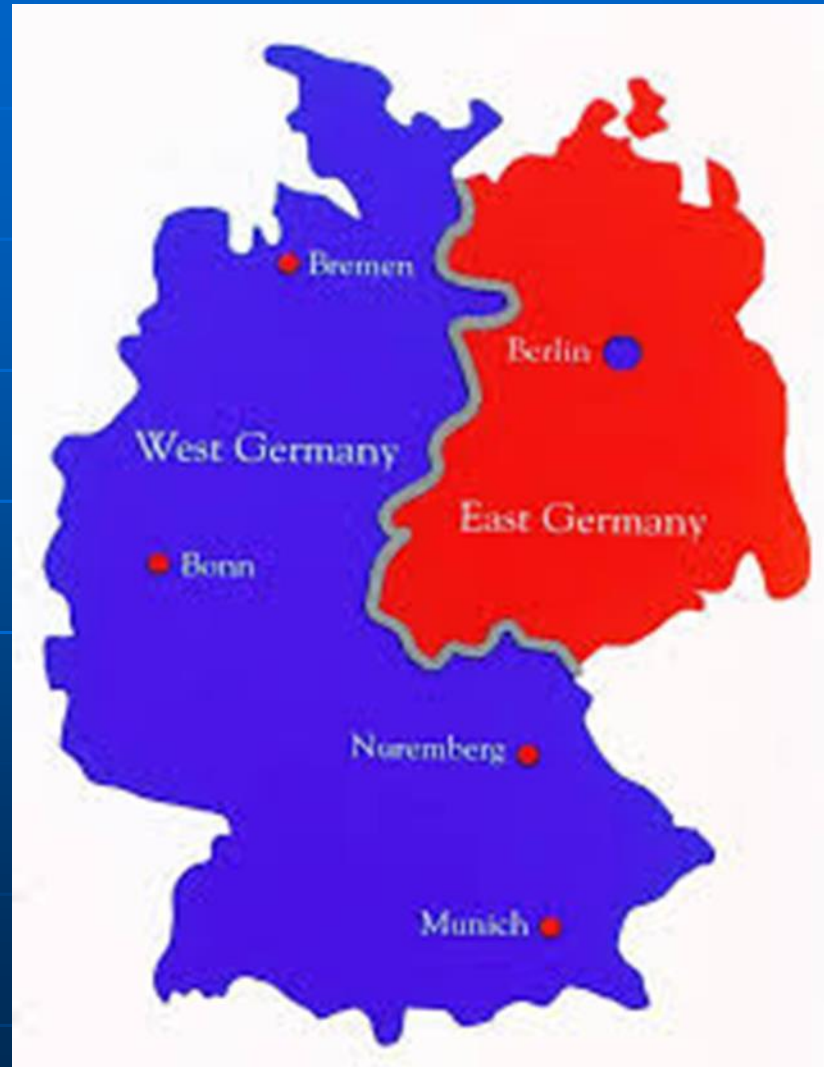 Bremen
Berlin
West Germany
East Germany
Bonn
Nuremberg
Munich